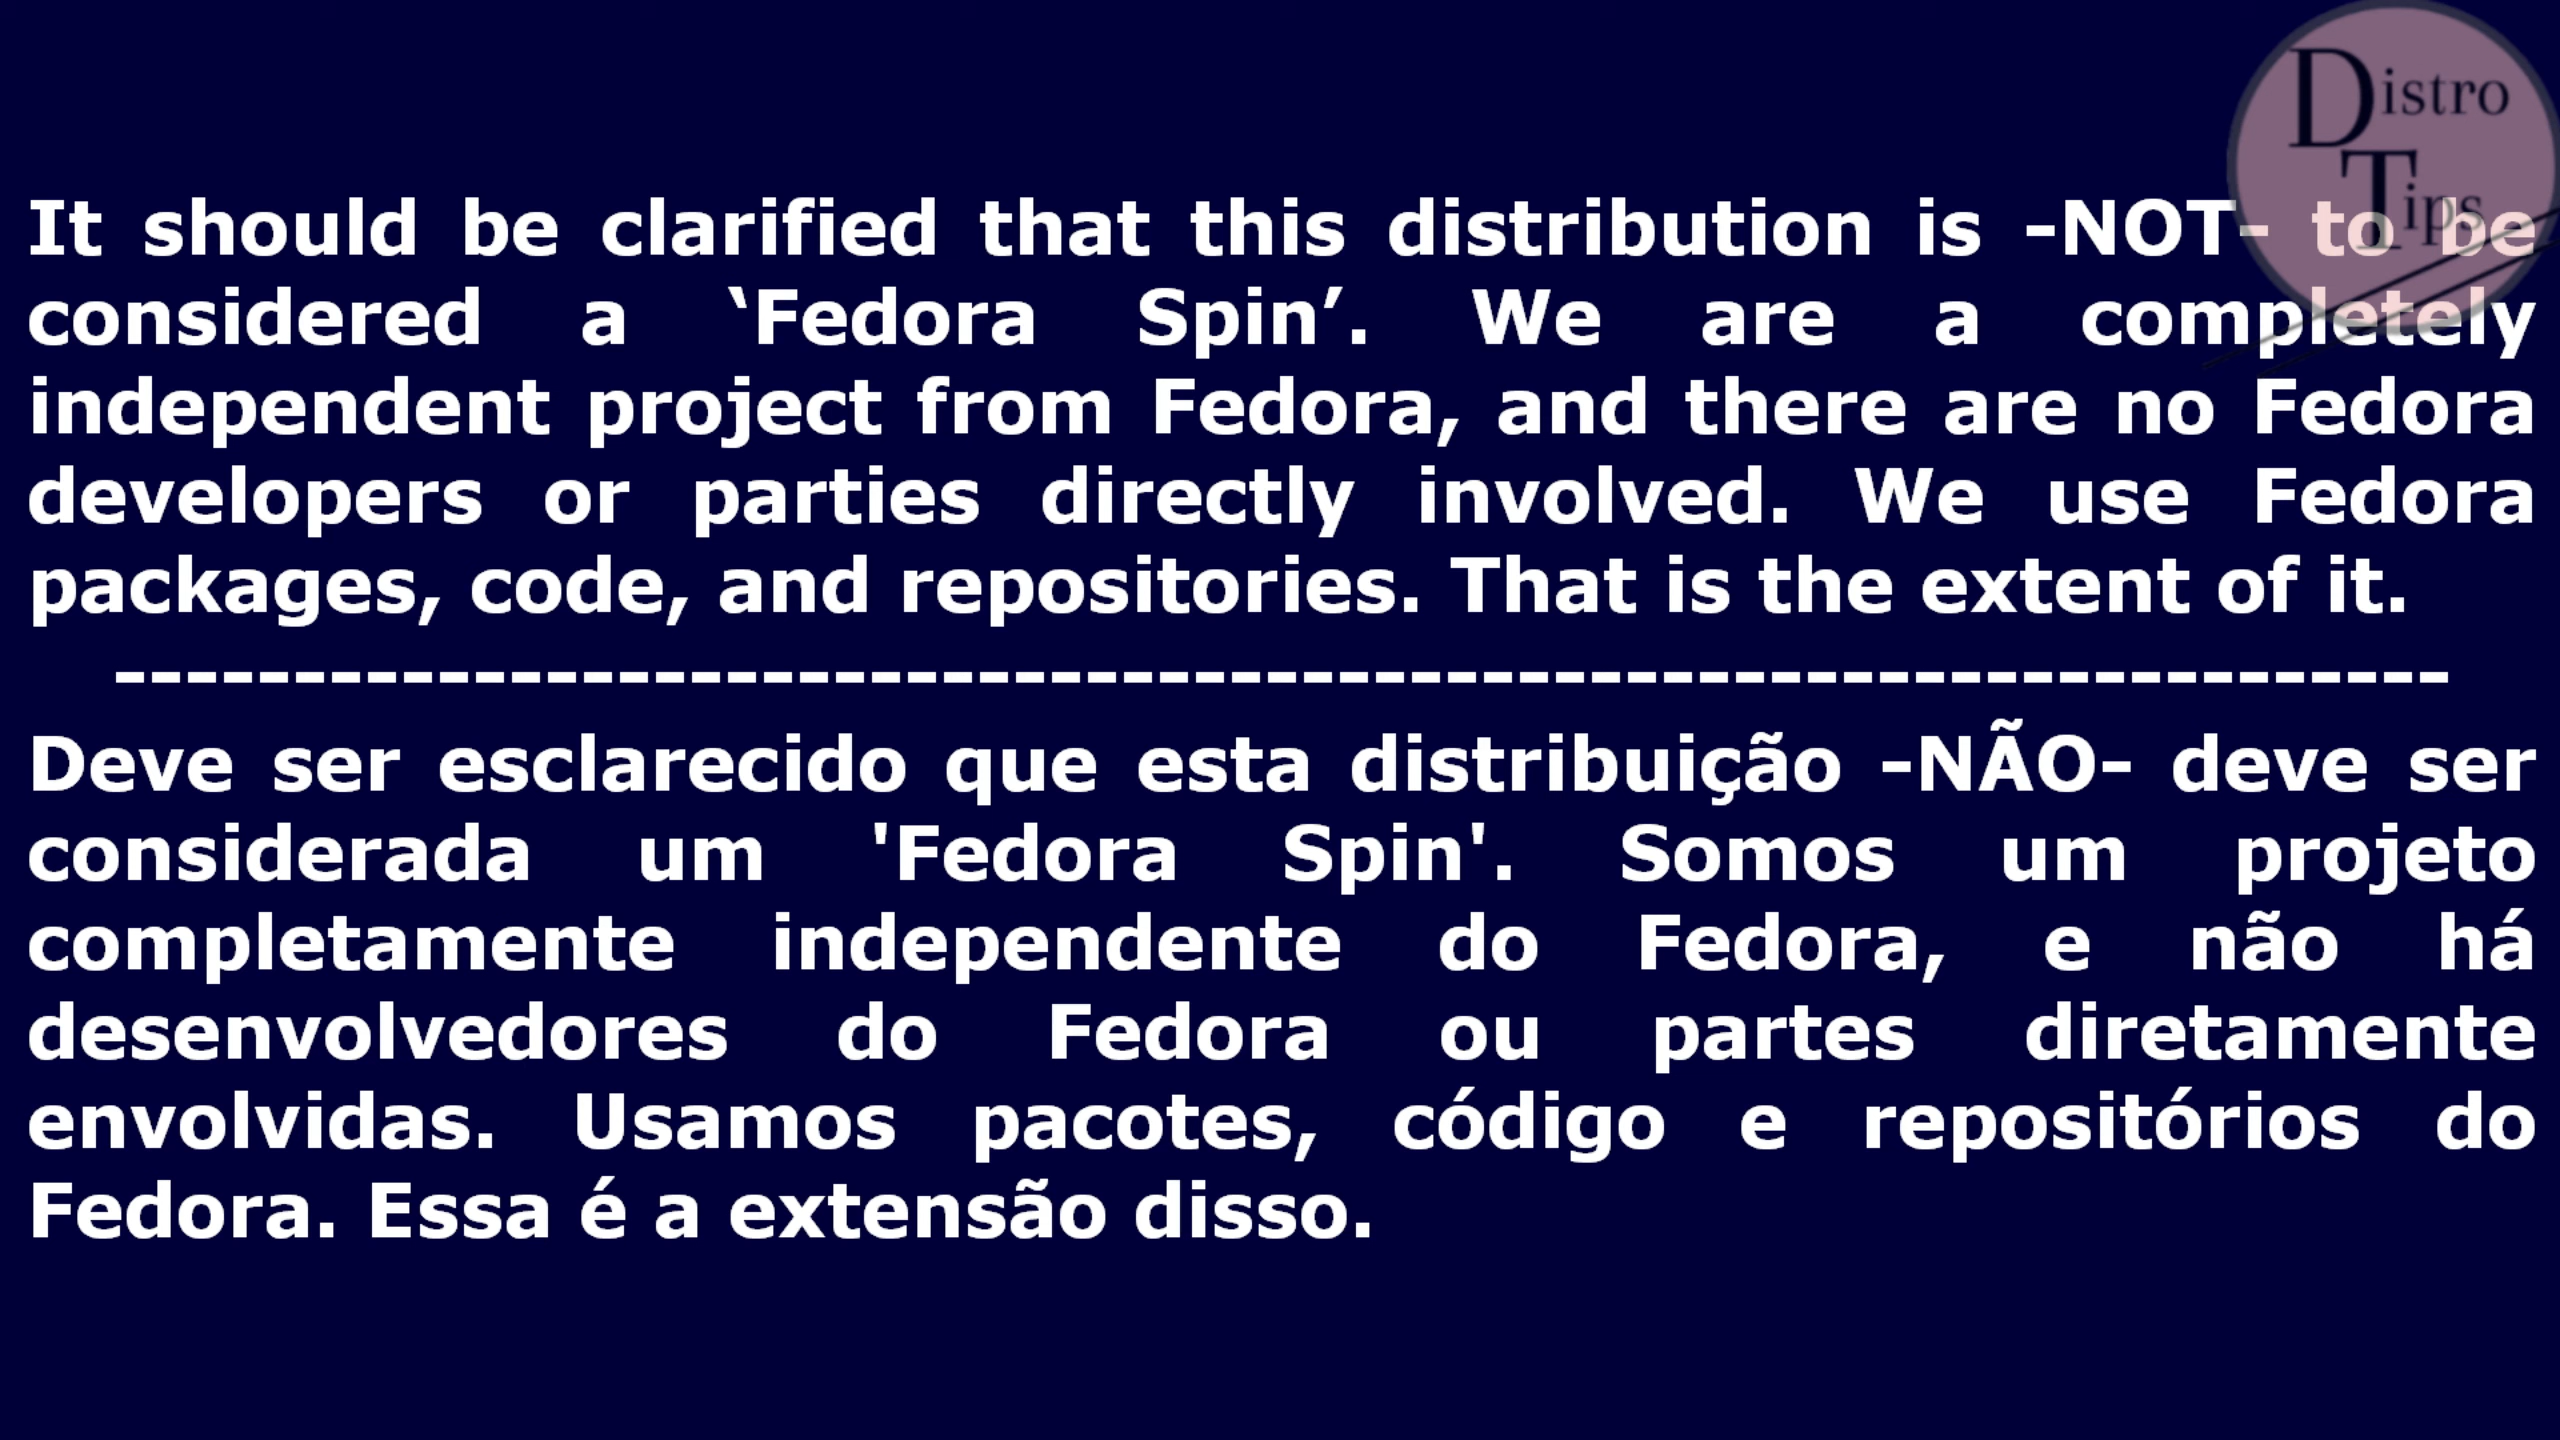 Distro
Tips
It should be clarified that this distribution is -NOT- to be
considered a ‘Fedora Spin’. We are a completely
independent project from Fedora, and there are no Fedora
developers or parties directly involved. We use Fedora
packages, code, and repositories. That is the extent of it.
-----------------------------------------------------------------
Deve ser esclarecido que esta distribuição -NÃO- deve ser
considerada um 'Fedora Spin'. Somos um projeto
completamente independente do Fedora, e não há
desenvolvedores do Fedora ou partes diretamente
envolvidas. Usamos pacotes, código e repositórios do
Fedora. Essa é a extensão disso.